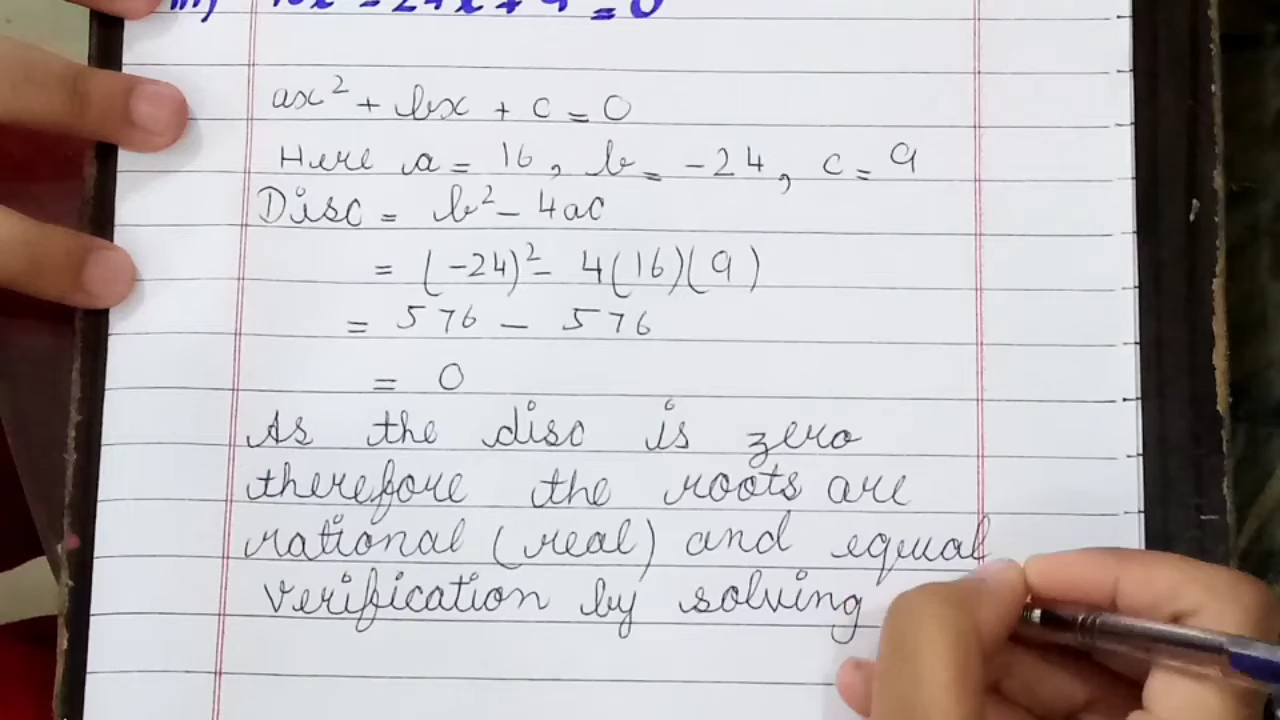 ax² + bx + c = 0
Here a = 16, b = -24, c = 9
Disc = b² - 4ac
= (-24)² - 4(16)(9)
= 576 - 576
= 0
As the disc is zero
therefore the roots are
rational (real) and equal
verification by solving